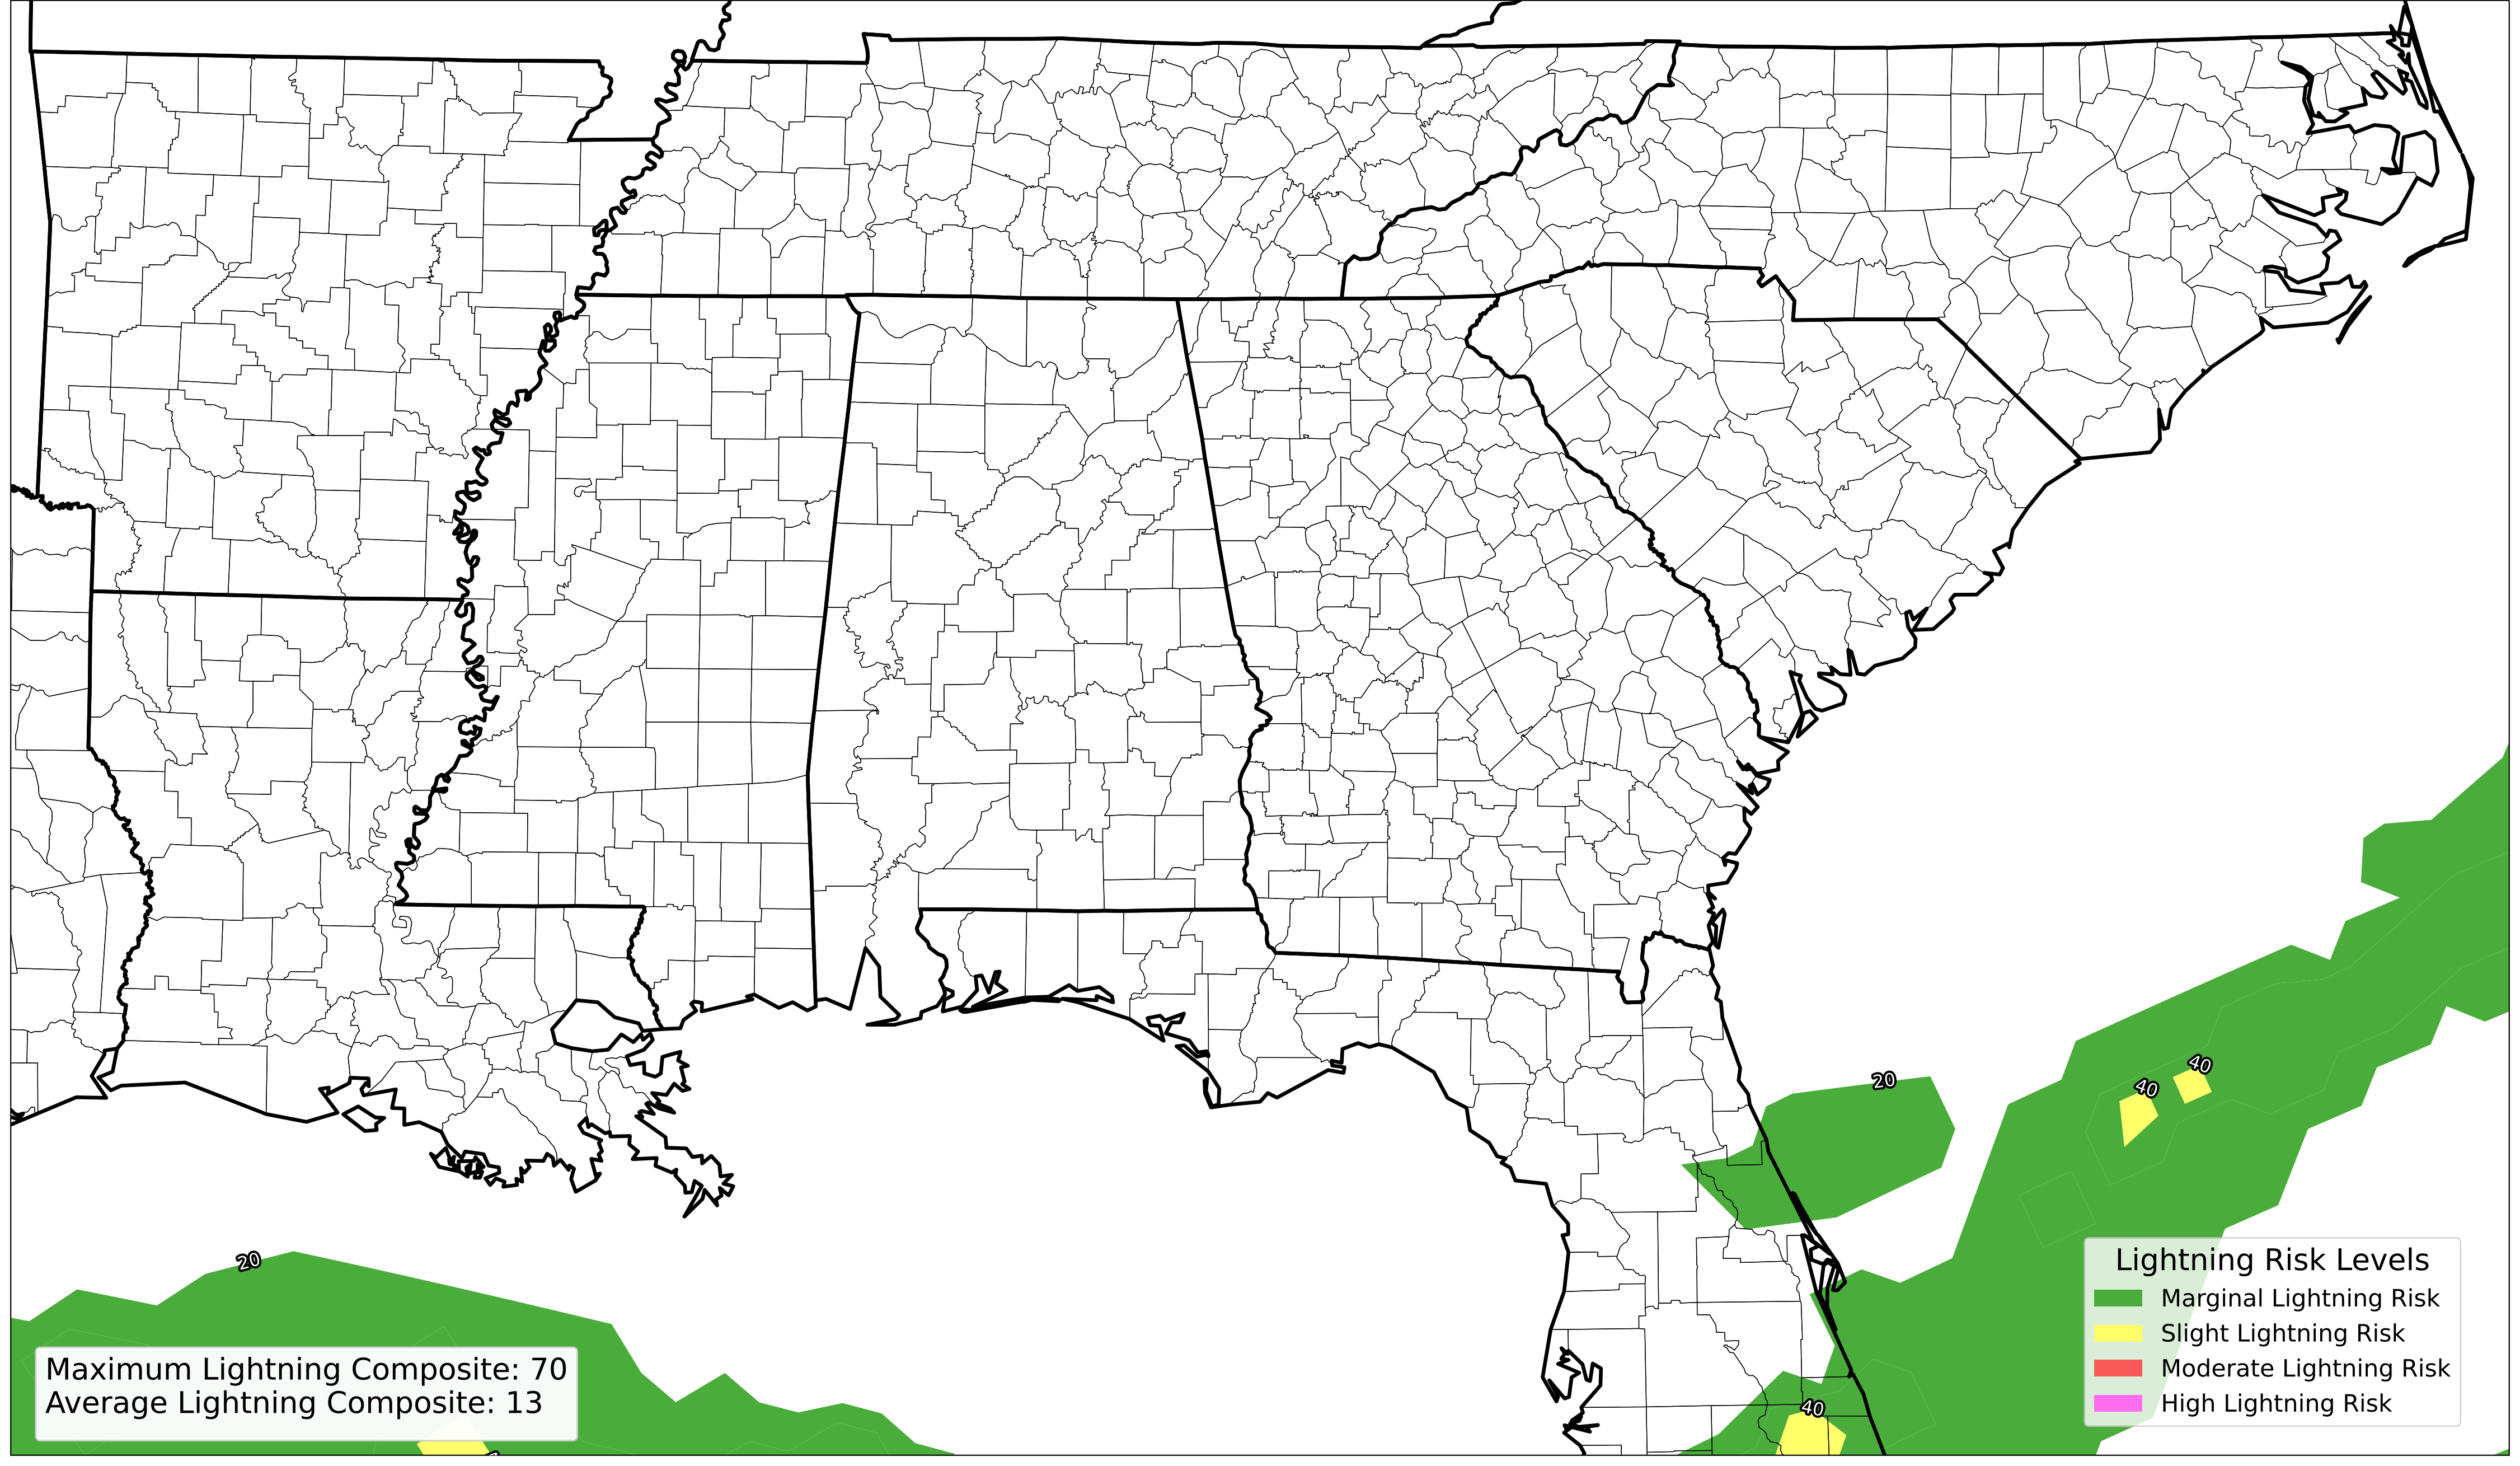 40
40
20
20
Lightning Risk Levels
Marginal Lightning Risk
Slight Lightning Risk
Moderate Lightning Risk
High Lightning Risk
Maximum Lightning Composite: 70
Average Lightning Composite: 13
40